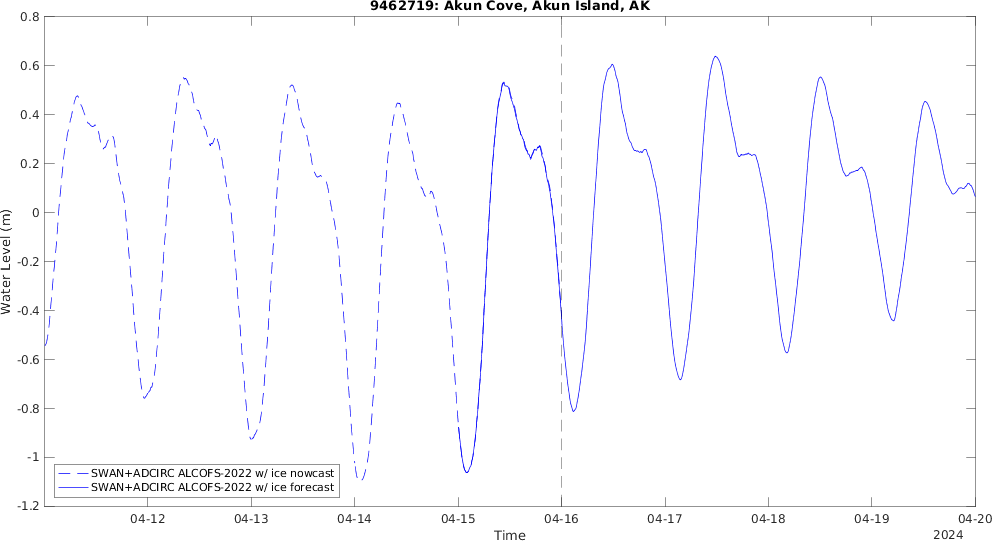 9462719: Akun Cove, Akun Island, AK
0.8
0.6
0.4
0.2
0
-0.2
-0.4
-0.6
-0.8
-1
-1.2
Water Level (m)
SWAN+ADCIRC ALCOFS-2022 w/ ice nowcast
SWAN+ADCIRC ALCOFS-2022 w/ ice forecast
04-12 04-13 04-14 04-15 04-16 04-17 04-18 04-19 04-20
Time
2024